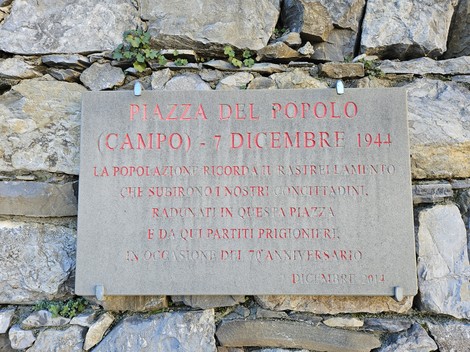 PIAZZA DEL POPOLO
(CAMPO) - 7 DICEMBRE 1944
LA POPOLAZIONE RICORDA IL RASTRELLAMENTO
CHE SUBIRONO I NOSTRI CONCITTADINI,
RADUNATI IN QUESTA PIAZZA
E DA QUI PARTITI PRIGIONIERI.
IN OCCASIONE DEL 70° ANNIVERSARIO
DICEMBRE 2014